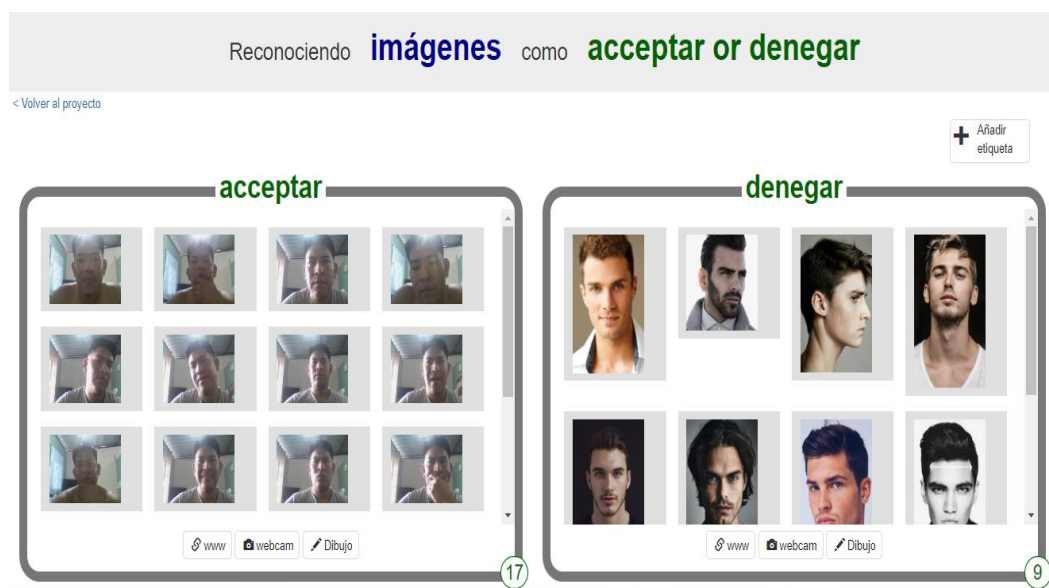 Reconociendo imágenes como acceptar or denegar
< Volver al proyecto
+ Añadir
etiqueta
acceptar
denegar
www webcam Dibujo
17
www webcam Dibujo
9